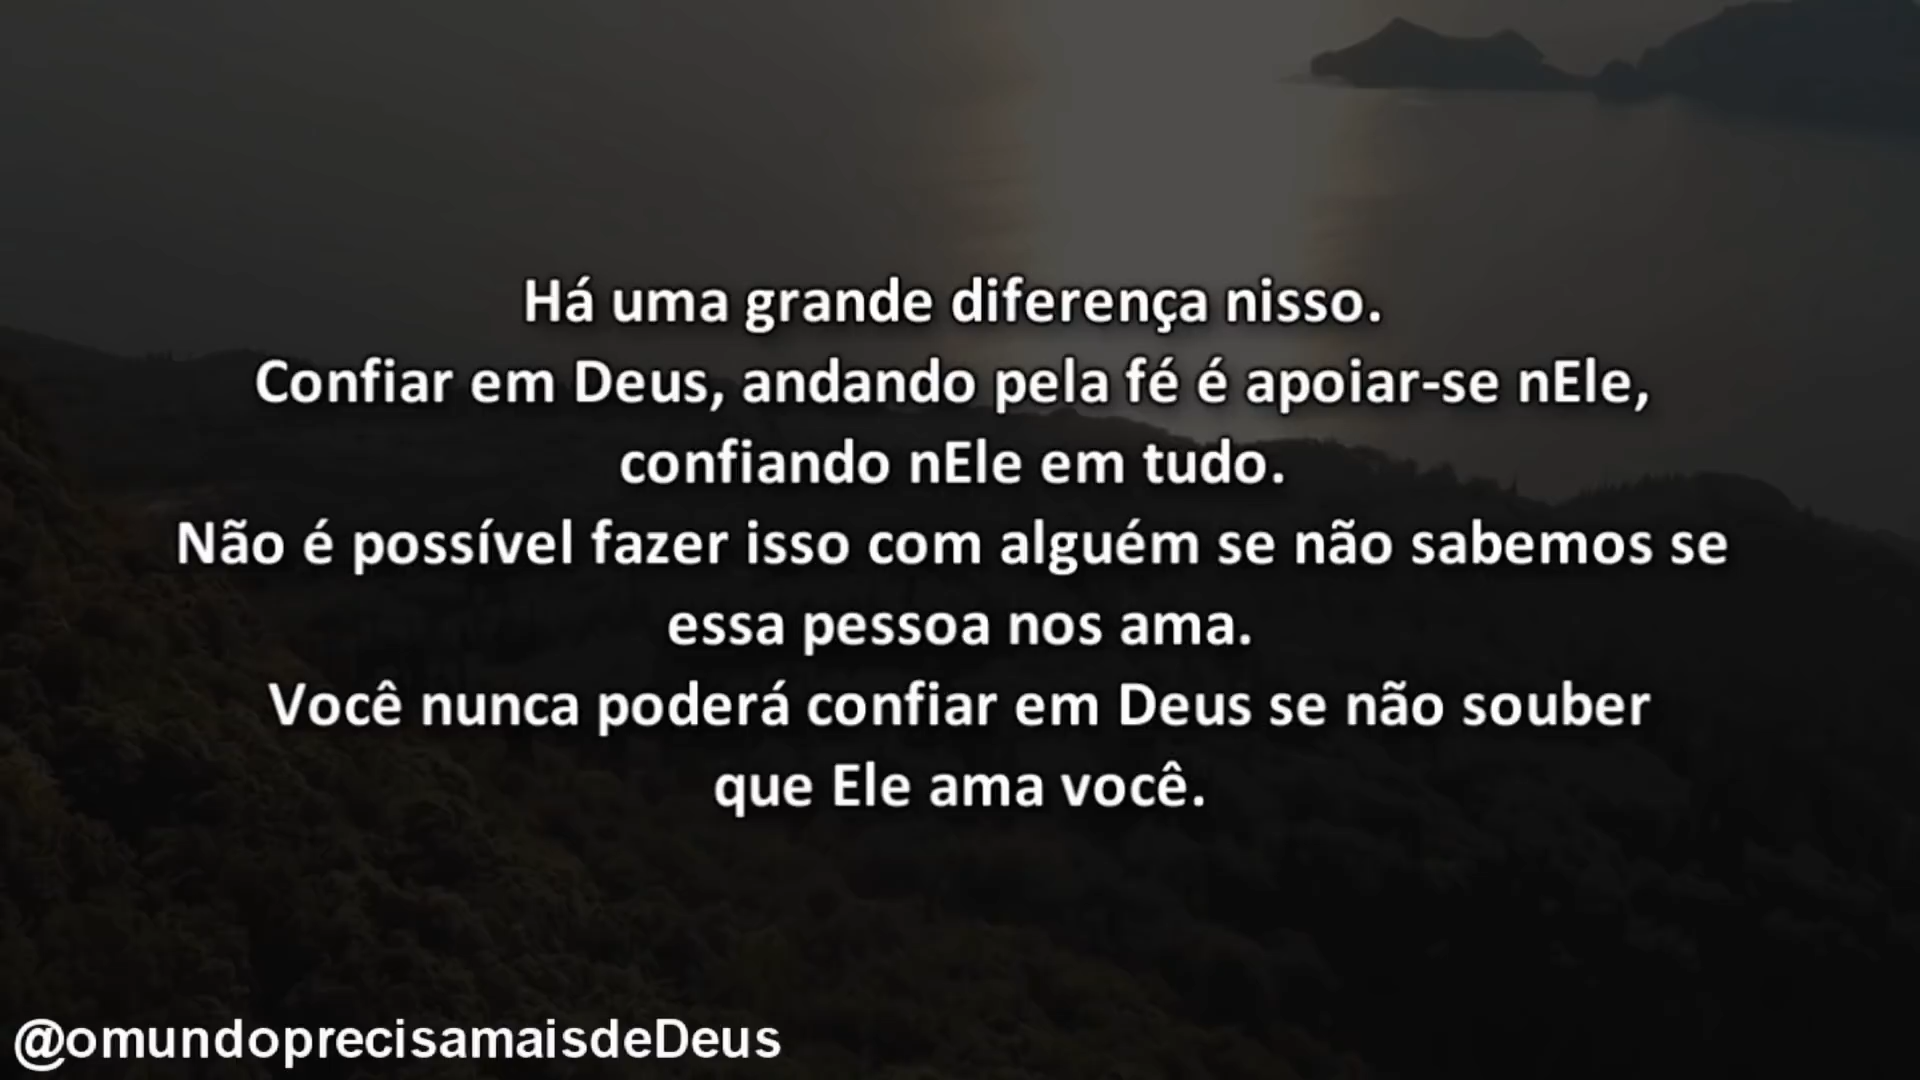 Há uma grande diferença nisso.
Confiar em Deus, andando pela fé é apoiar-se nEle,
confiando nEle em tudo.
Não é possível fazer isso com alguém se não sabemos se
essa pessoa nos ama.
Você nunca poderá confiar em Deus se não souber
que Ele ama você.
@omundoprecisamaisdeDeus